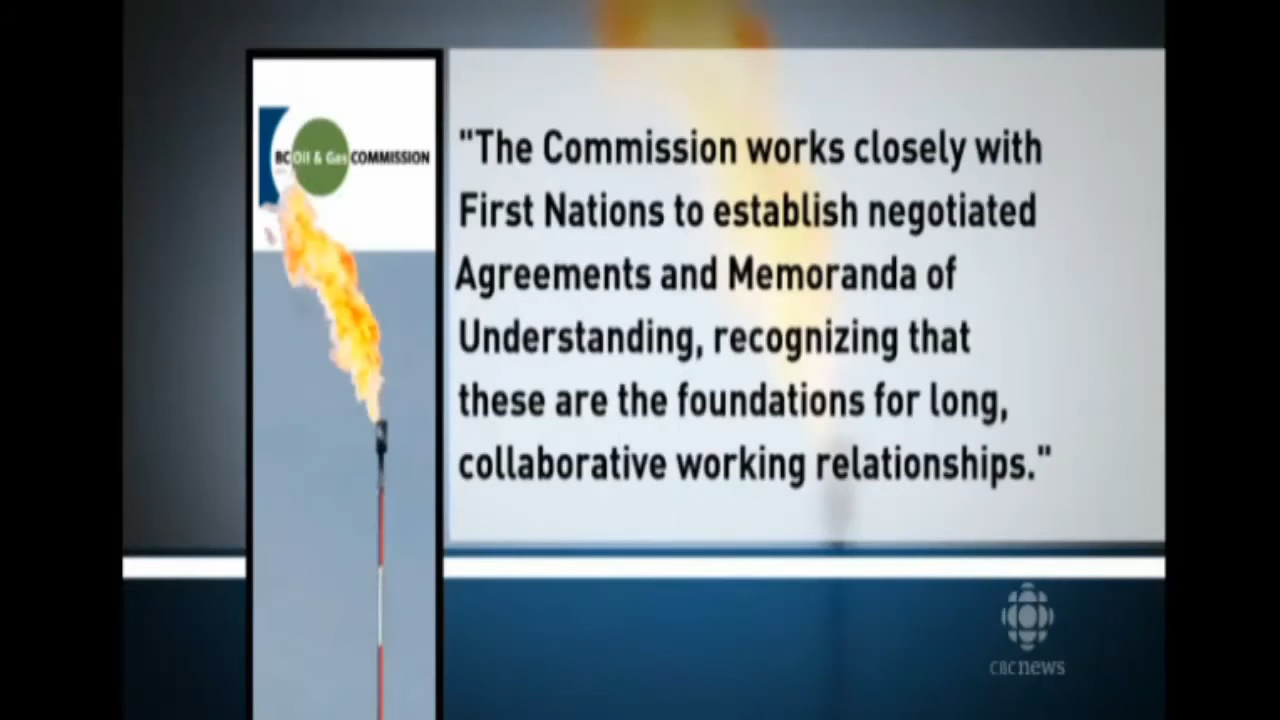 BC Oil & Gas COMMISSION
"The Commission works closely with
First Nations to establish negotiated
Agreements and Memoranda of
Understanding, recognizing that
these are the foundations for long,
collaborative working relationships."
CBC news